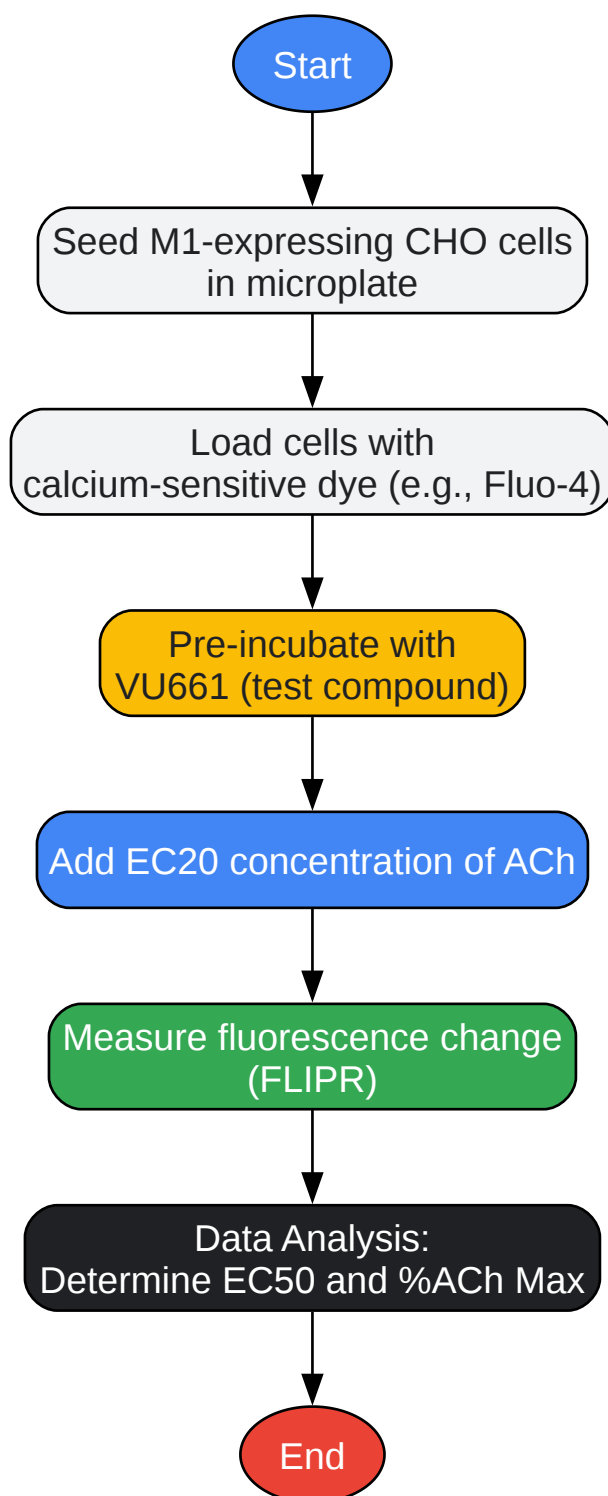 Start
Seed M1-expressing CHO cells
in microplate
Load cells with
calcium-sensitive dye (e.g., Fluo-4)
Pre-incubate with
VU661 (test compound)
Add EC20 concentration of ACh
Measure fluorescence change
(FLIPR)
Data Analysis:
Determine EC50 and %ACh Max
End